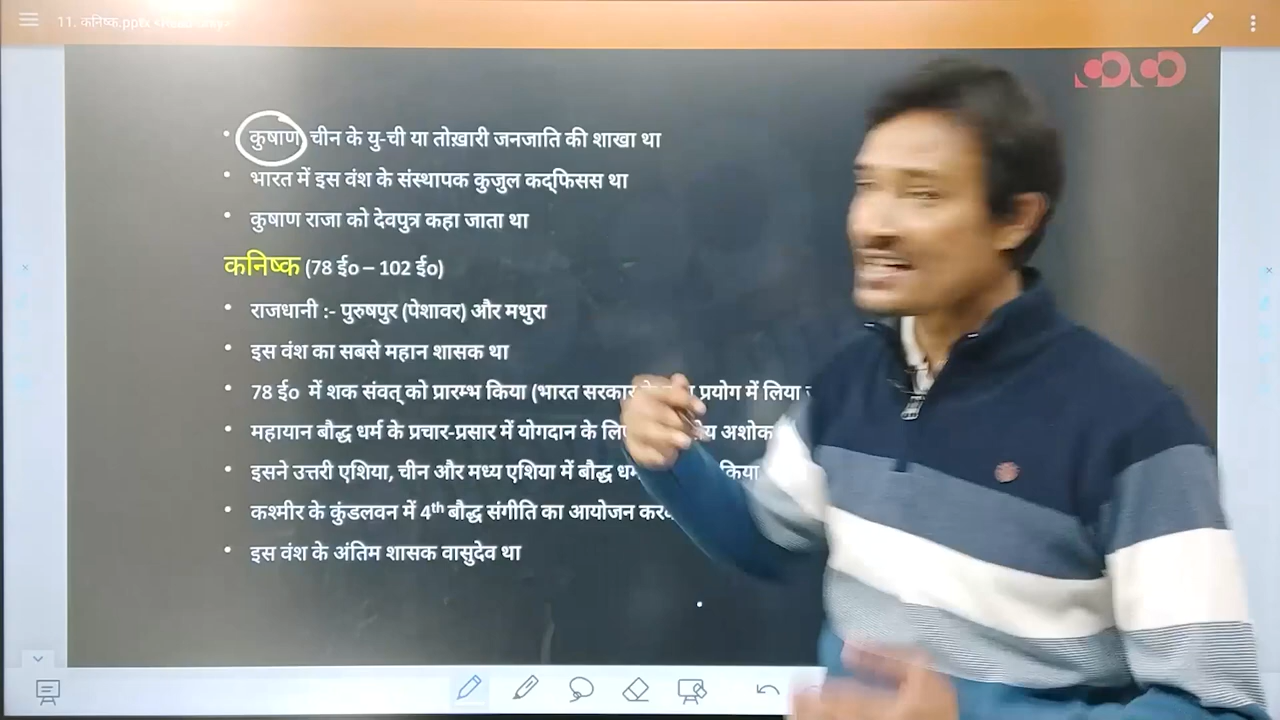 11. कनिष्क.pptx
कुषाण चीन के यु-ची या तोख़ारी जनजाति की शाखा था
भारत में इस वंश के संस्थापक कुजुल कद्फिसस था
कुषाण राजा को देवपुत्र कहा जाता था
कनिष्क (78 ई० – 102 ई०)
राजधानी :- पुरुषपुर (पेशावर) और मथुरा
इस वंश का सबसे महान शासक था
78 ई० में शक संवत् को प्रारम्भ किया (भारत सरकार प्रयोग में लिया
महायान बौद्ध धर्म के प्रचार-प्रसार में योगदान के अशोक
इसने उत्तरी एशिया, चीन और मध्य एशिया में बौद्ध किया
कश्मीर के कुंडलवन में 4th बौद्ध संगीति का आयोजन
इस वंश के अंतिम शासक वासुदेव था